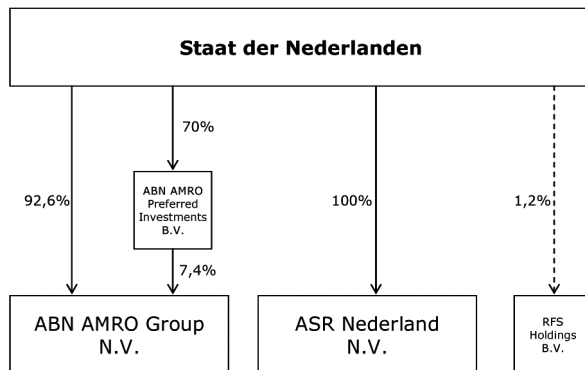 Staat der Nederlanden
70%
ABN AMRO
Preferred
Investments
B.V.
92,6%
100%
1,2%
7,4%
ABN AMRO Group
N.V.
ASR Nederland
N.V.
RFS
Holdings
B.V.